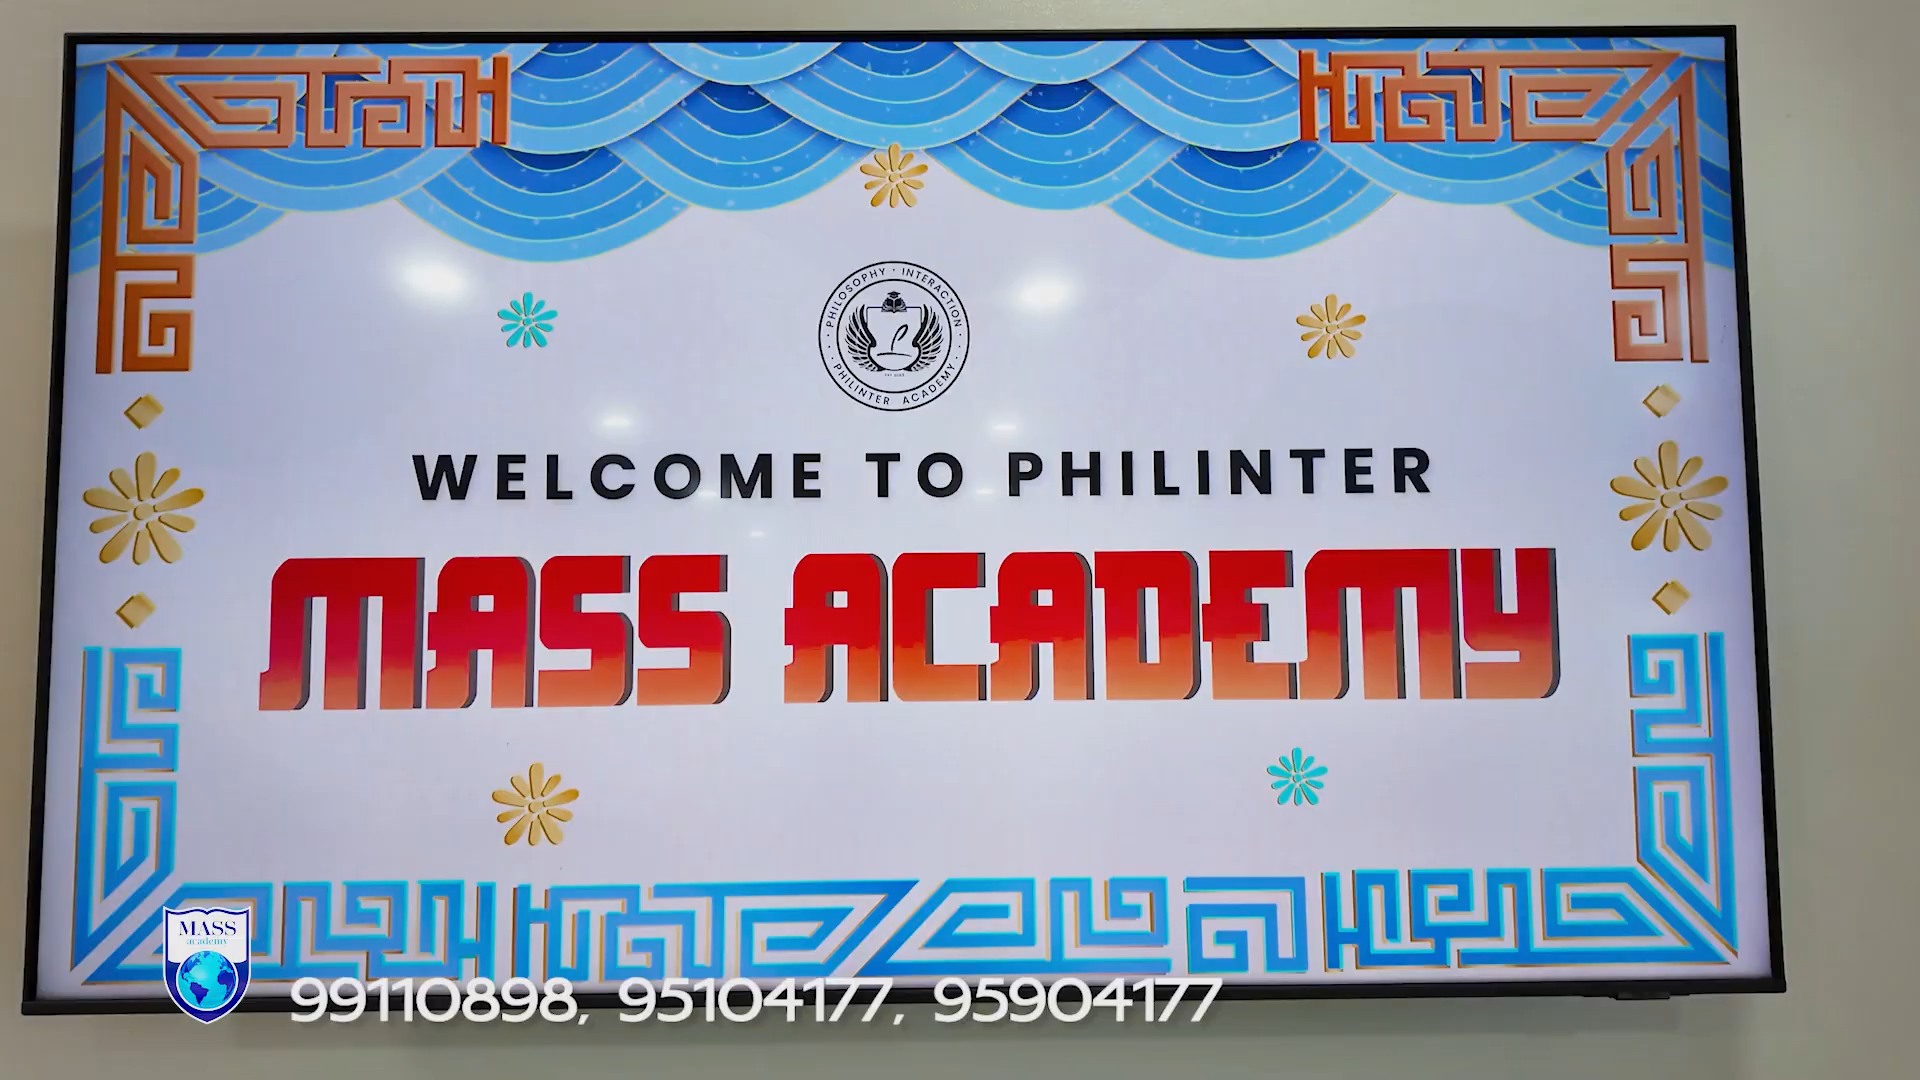 PHILOSOPHY · INTERACTION
PHILINTER ACADEMY
WELCOME TO PHILINTER
MASS ACADEMY
MASS
academy
99110898, 95104177, 95904177